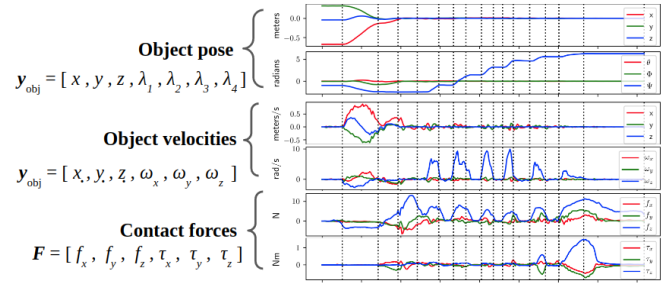 Object pose
y_obj = [ x , y , z , λ_1 , λ_2 , λ_3 , λ_4 ]
Object velocities
y_obj = [ ẋ , ẏ , ż , ω_x , ω_y , ω_z ]
Contact forces
F = [ f_x , f_y , f_z , τ_x , τ_y , τ_z ]
meters
0.0
−0.5
x
y
z
radians
5
0
θ
Φ
Ψ
meters/s
0.5
0.0
−0.5
x
y
z
rad/s
10
5
0
ω_x
ω_y
ω_z
N
10
0
f_x
f_y
f_z
Nm
1
0
τ_x
τ_y
τ_z